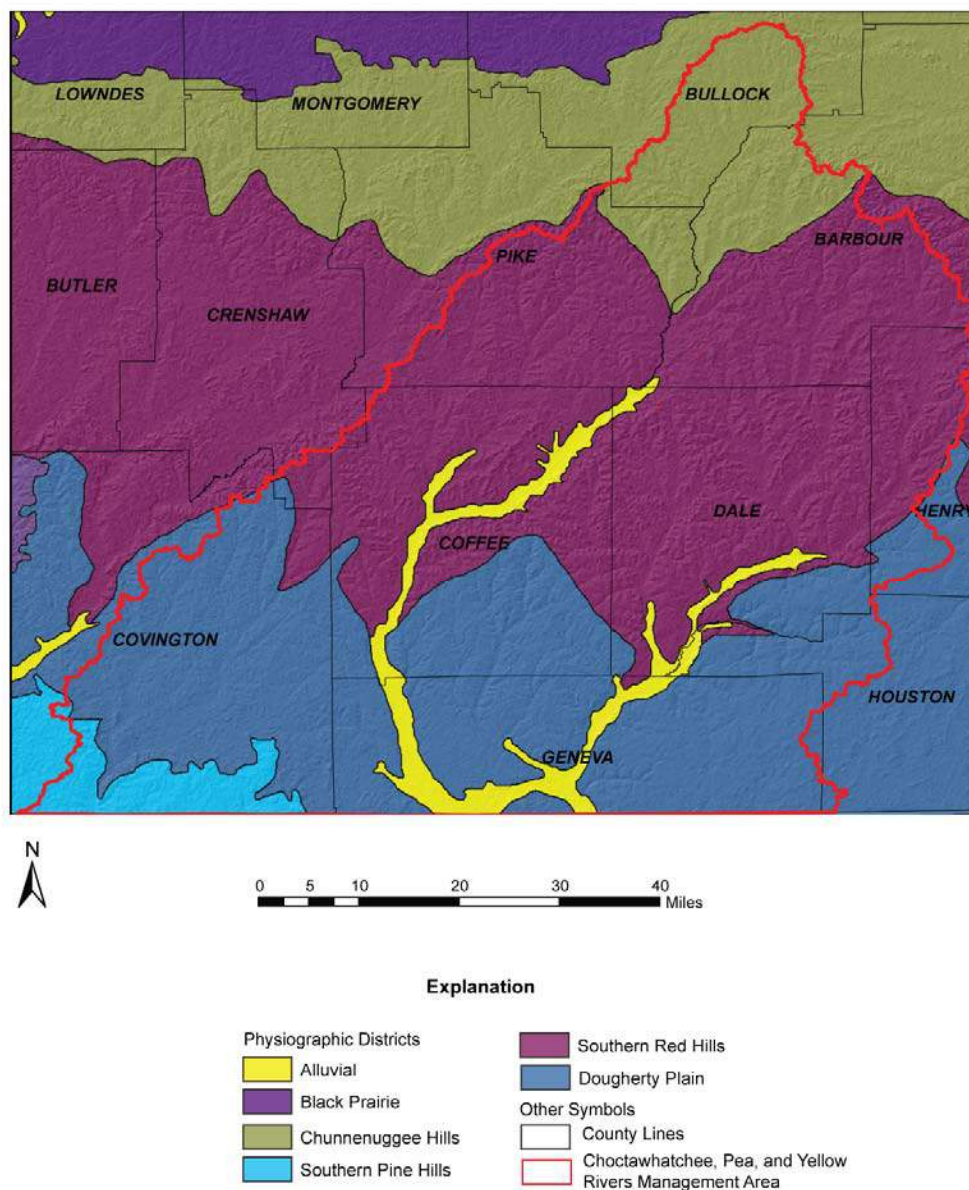 LOWNDES
MONTGOMERY
BULLOCK
BARBOUR
PIKE
BUTLER
CRENSHAW
DALE
HENRY
COFFEE
COVINGTON
HOUSTON
GENEVA
N
0 5 10 20 30 40
Miles
Explanation
Physiographic Districts
Alluvial
Black Prairie
Chunnenuggee Hills
Southern Pine Hills
Southern Red Hills
Dougherty Plain
Other Symbols
County Lines
Choctawhatchee, Pea, and Yellow
Rivers Management Area